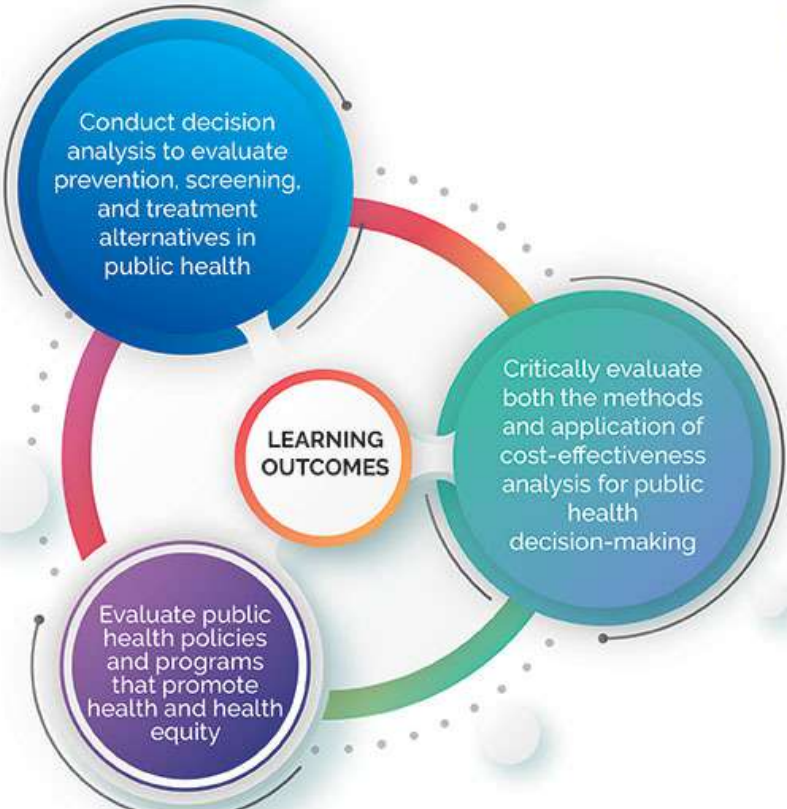 Conduct decision
analysis to evaluate
prevention, screening,
and treatment
alternatives in
public health
LEARNING
OUTCOMES
Critically evaluate
both the methods
and application of
cost-effectiveness
analysis for public
health
decision-making
Evaluate public
health policies
and programs
that promote
health and health
equity